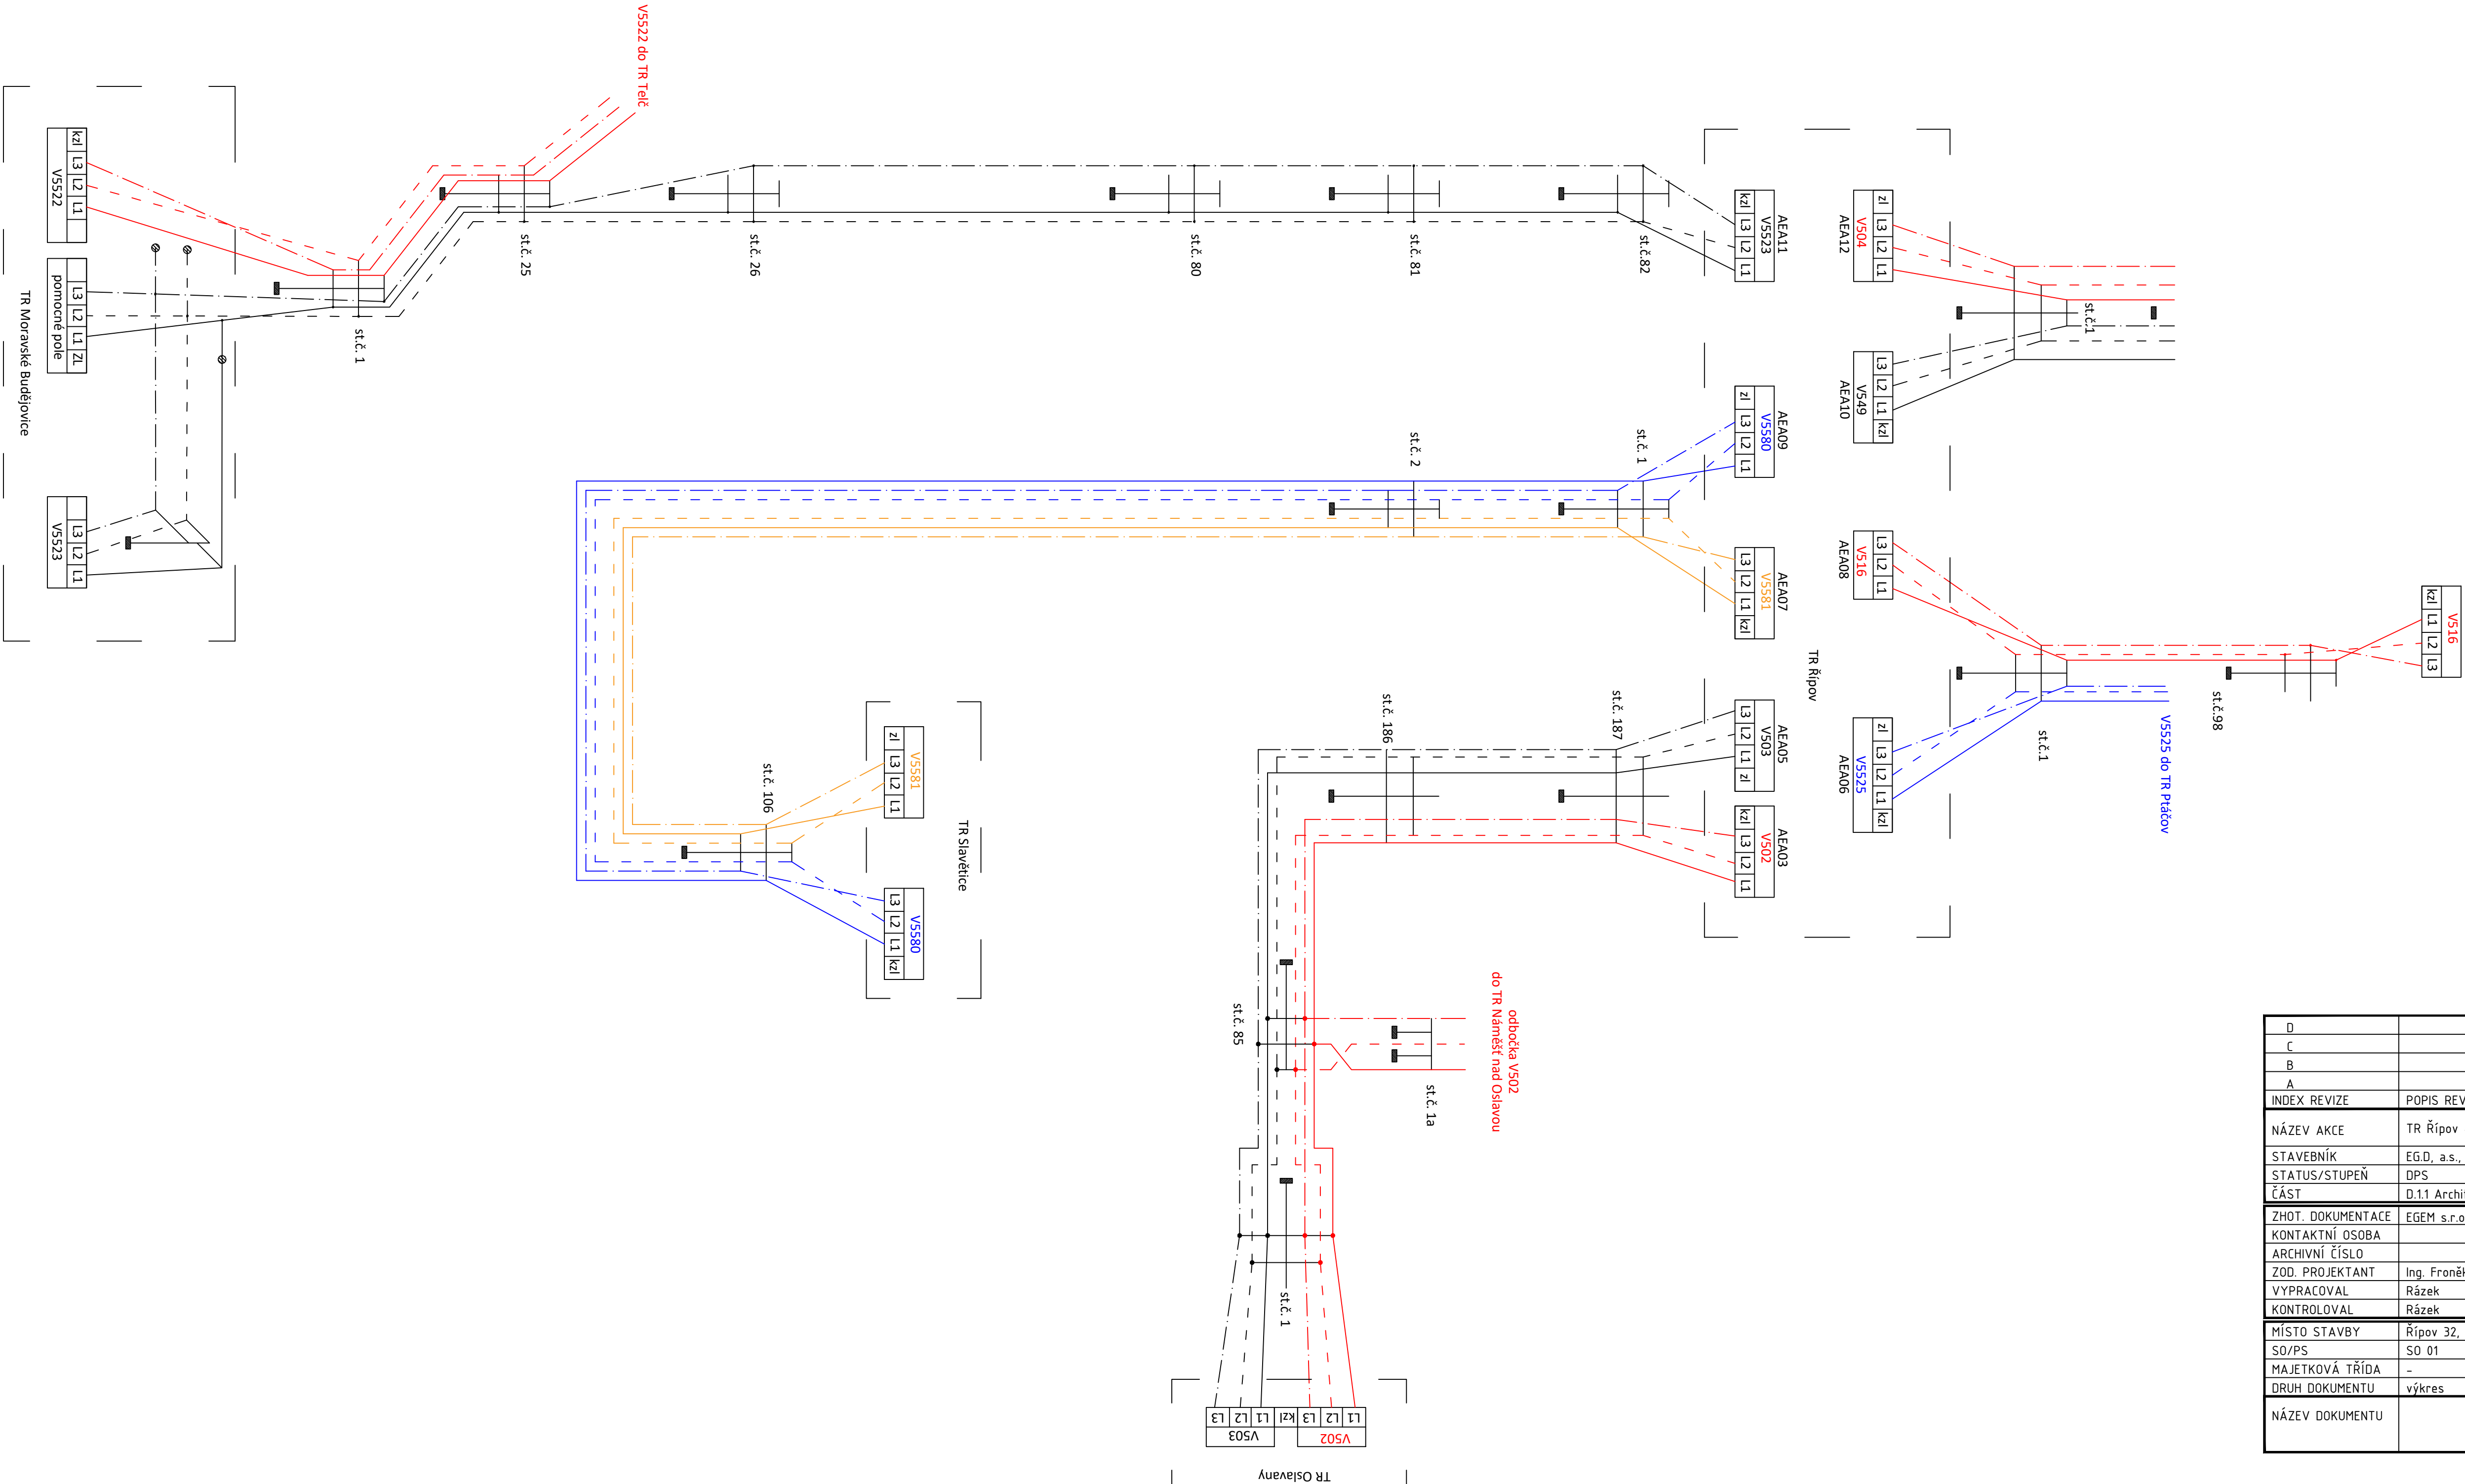 V5522 do TR Telč
kzl L3 L2 L1
V5522
L3 L2 L1 ZL
pomocné pole
L3 L2 L1
V5523
TR Moravské Budějovice
st.č. 1
st.č. 25
st.č. 26
st.č. 80
st.č. 81
st.č.82
AEA11
V5523
kzl L3 L2 L1
zl L3 L2 L1
V504
AEA12
st.č.1
L3 L2 L1 kzl
V549
AEA10
AEA09
V5580
zl L3 L2 L1
st.č. 1
st.č. 2
AEA07
V5581
L3 L2 L1 kzl
L3 L2 L1
V516
AEA08
V516
kzl L1 L2 L3
st.č.98
V5525 do TR Ptáčov
st.č.1
zl L3 L2 L1 kzl
V5525
AEA06
TR Řípov
AEA05
V503
L3 L2 L1 zl
AEA03
V502
kzl L3 L2 L1
st.č. 187
st.č. 186
V5581
zl L3 L2 L1
st.č. 106
TR Slavětice
V5580
L3 L2 L1 kzl
odbočka V502
do TR Náměšť nad Oslavou
st.č. 1a
st.č. 85
st.č. 1
L1 L2 L3 kzl L1 L2 L3
V502 V503
TR Oslavany
D
C
B
A
INDEX REVIZE POPIS REV
NÁZEV AKCE TR Řípov
STAVEBNÍK EG.D, a.s.,
STATUS/STUPEŇ DPS
ČÁST D.1.1 Archi
ZHOT. DOKUMENTACE EGEM s.r.o
KONTAKTNÍ OSOBA
ARCHIVNÍ ČÍSLO
ZOD. PROJEKTANT Ing. Froněk
VYPRACOVAL Rázek
KONTROLOVAL Rázek
MÍSTO STAVBY Řípov 32,
SO/PS SO 01
MAJETKOVÁ TŘÍDA -
DRUH DOKUMENTU výkres
NÁZEV DOKUMENTU